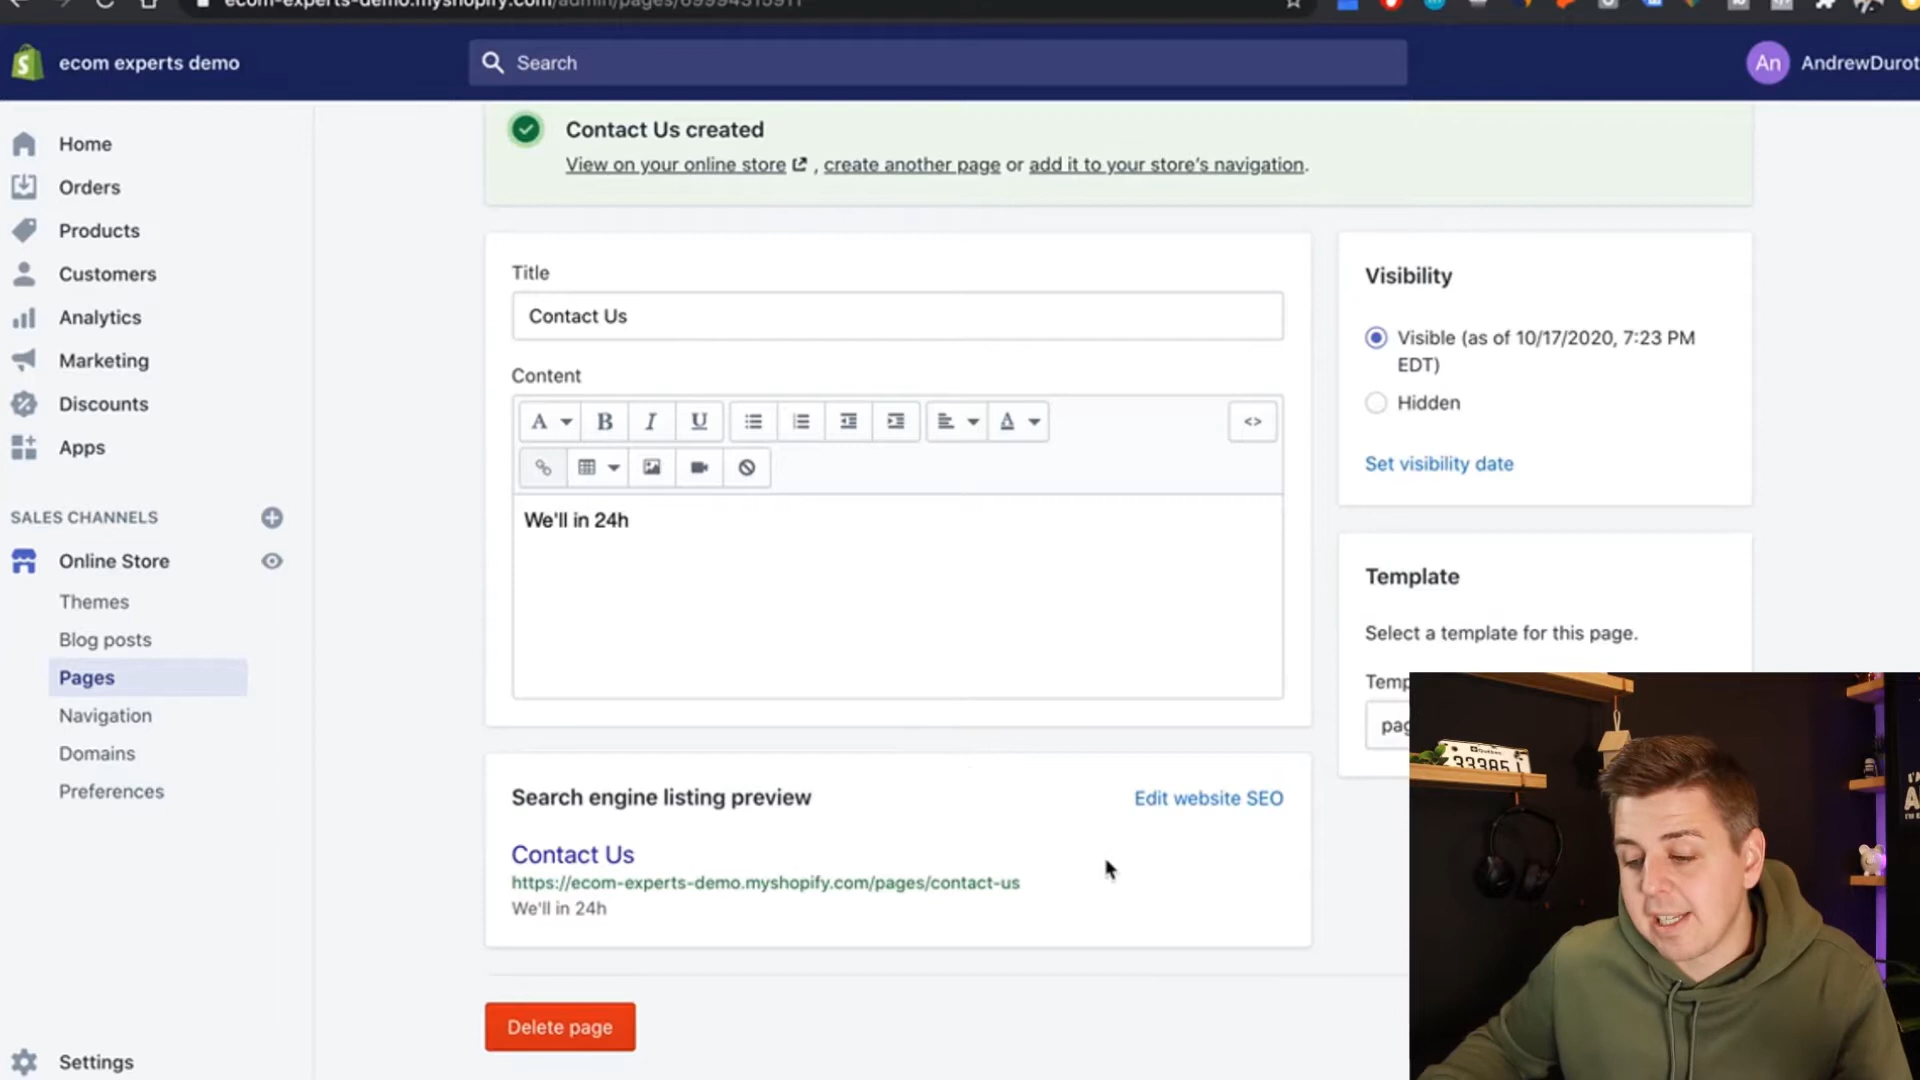 ecom-experts-demo.myshopify.com/admin/pages/
ecom experts demo
Search
An
AndrewDurot
Home
Orders
Products
Customers
Analytics
Marketing
Discounts
Apps
SALES CHANNELS
Online Store
Themes
Blog posts
Pages
Navigation
Domains
Preferences
Settings
Contact Us created
View on your online store , create another page or add it to your store's navigation.
Title
Contact Us
Content
A B I U A <>
We'll in 24h
Search engine listing preview
Edit website SEO
Contact Us
https://ecom-experts-demo.myshopify.com/pages/contact-us
We'll in 24h
Delete page
Visibility
Visible (as of 10/17/2020, 7:23 PM
EDT)
Hidden
Set visibility date
Template
Select a template for this page.
Temp
pag